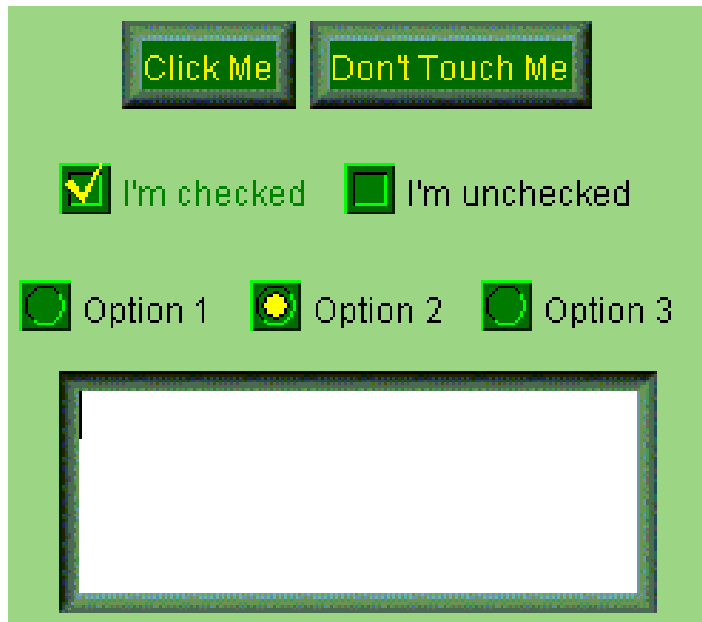 Click Me Don't Touch Me
I'm checked I'm unchecked
Option 1 Option 2 Option 3